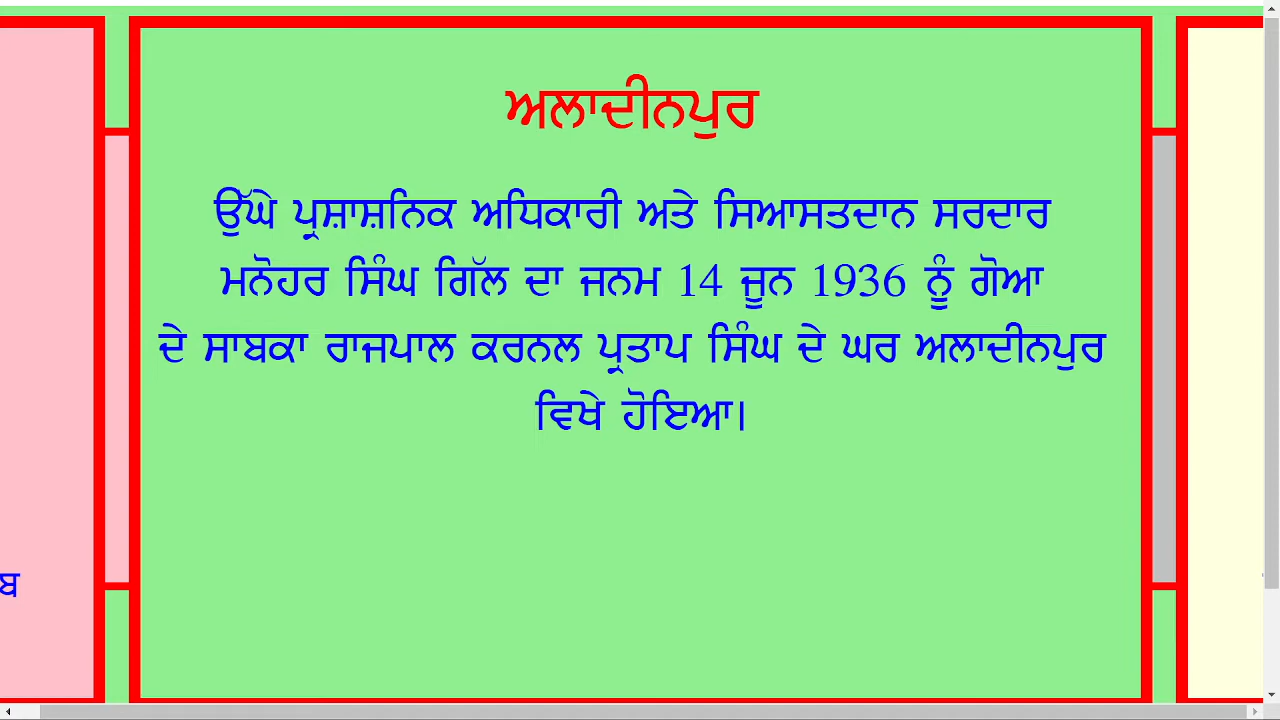 ਅਲਾਦੀਨਪੁਰ
ਉੱਘੇ ਪ੍ਰਸ਼ਾਸ਼ਨਿਕ ਅਧਿਕਾਰੀ ਅਤੇ ਸਿਆਸਤਦਾਨ ਸਰਦਾਰ
ਮਨੋਹਰ ਸਿੰਘ ਗਿੱਲ ਦਾ ਜਨਮ 14 ਜੂਨ 1936 ਨੂੰ ਗੋਆ
ਦੇ ਸਾਬਕਾ ਰਾਜਪਾਲ ਕਰਨਲ ਪ੍ਰਤਾਪ ਸਿੰਘ ਦੇ ਘਰ ਅਲਾਦੀਨਪੁਰ
ਵਿਖੇ ਹੋਇਆ।
ਬ